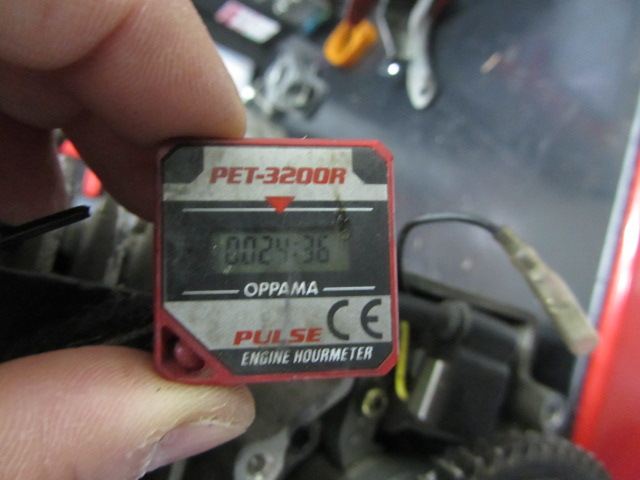 PET-3200R
0024:36
OPPAMA
PULSE CE
ENGINE HOURMETER